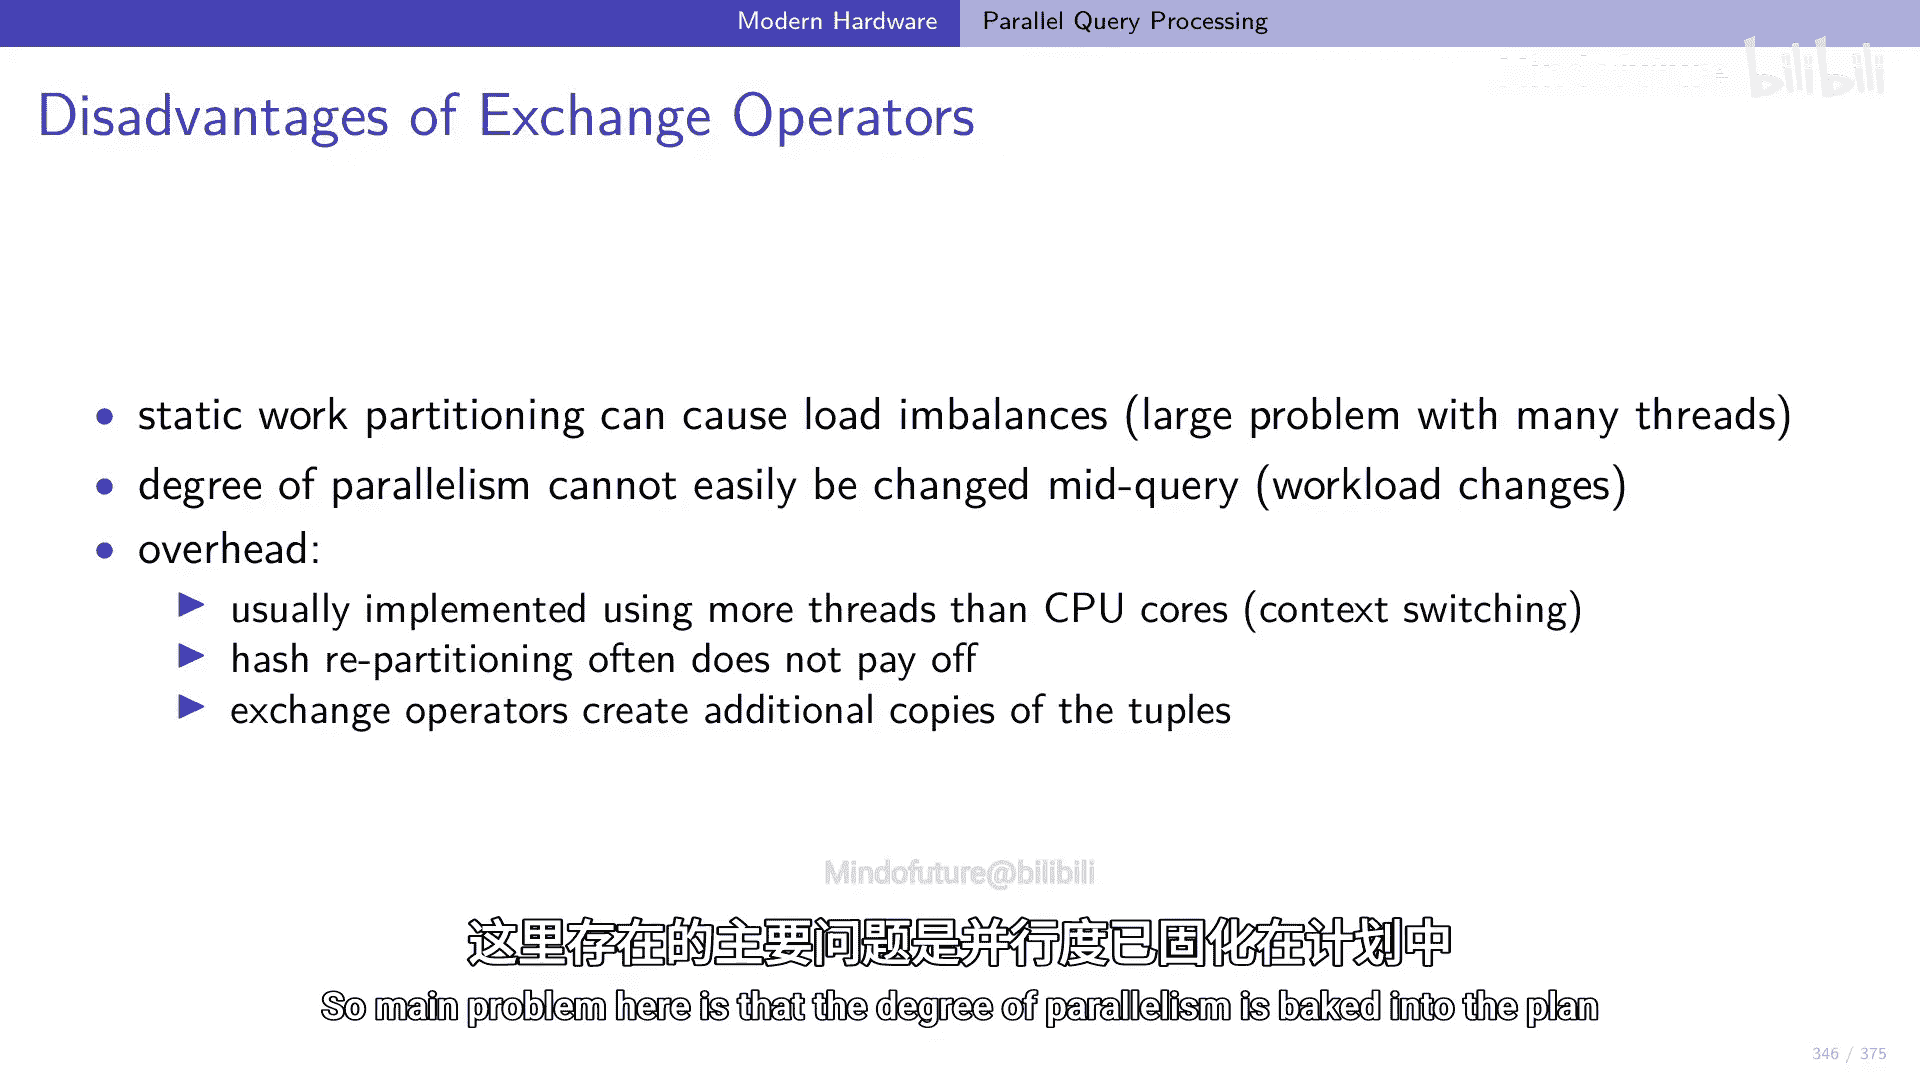 Modern Hardware
Parallel Query Processing
bilibili
Disadvantages of Exchange Operators
• static work partitioning can cause load imbalances (large problem with many threads)
• degree of parallelism cannot easily be changed mid-query (workload changes)
• overhead:
▶ usually implemented using more threads than CPU cores (context switching)
▶ hash re-partitioning often does not pay off
▶ exchange operators create additional copies of the tuples
Mindofuture@bilibili
这里存在的主要问题是并行度已固化在计划中
So main problem here is that the degree of parallelism is baked into the plan
346 / 375